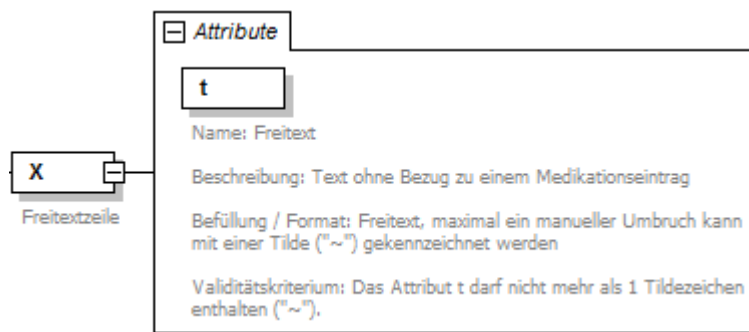 Attribute
t
Name: Freitext
X
Beschreibung: Text ohne Bezug zu einem Medikationseintrag
Freitextzeile
Befüllung / Format: Freitext, maximal ein manueller Umbruch kann
mit einer Tilde ("~") gekennzeichnet werden
Validitätskriterium: Das Attribut t darf nicht mehr als 1 Tildezeichen
enthalten ("~").